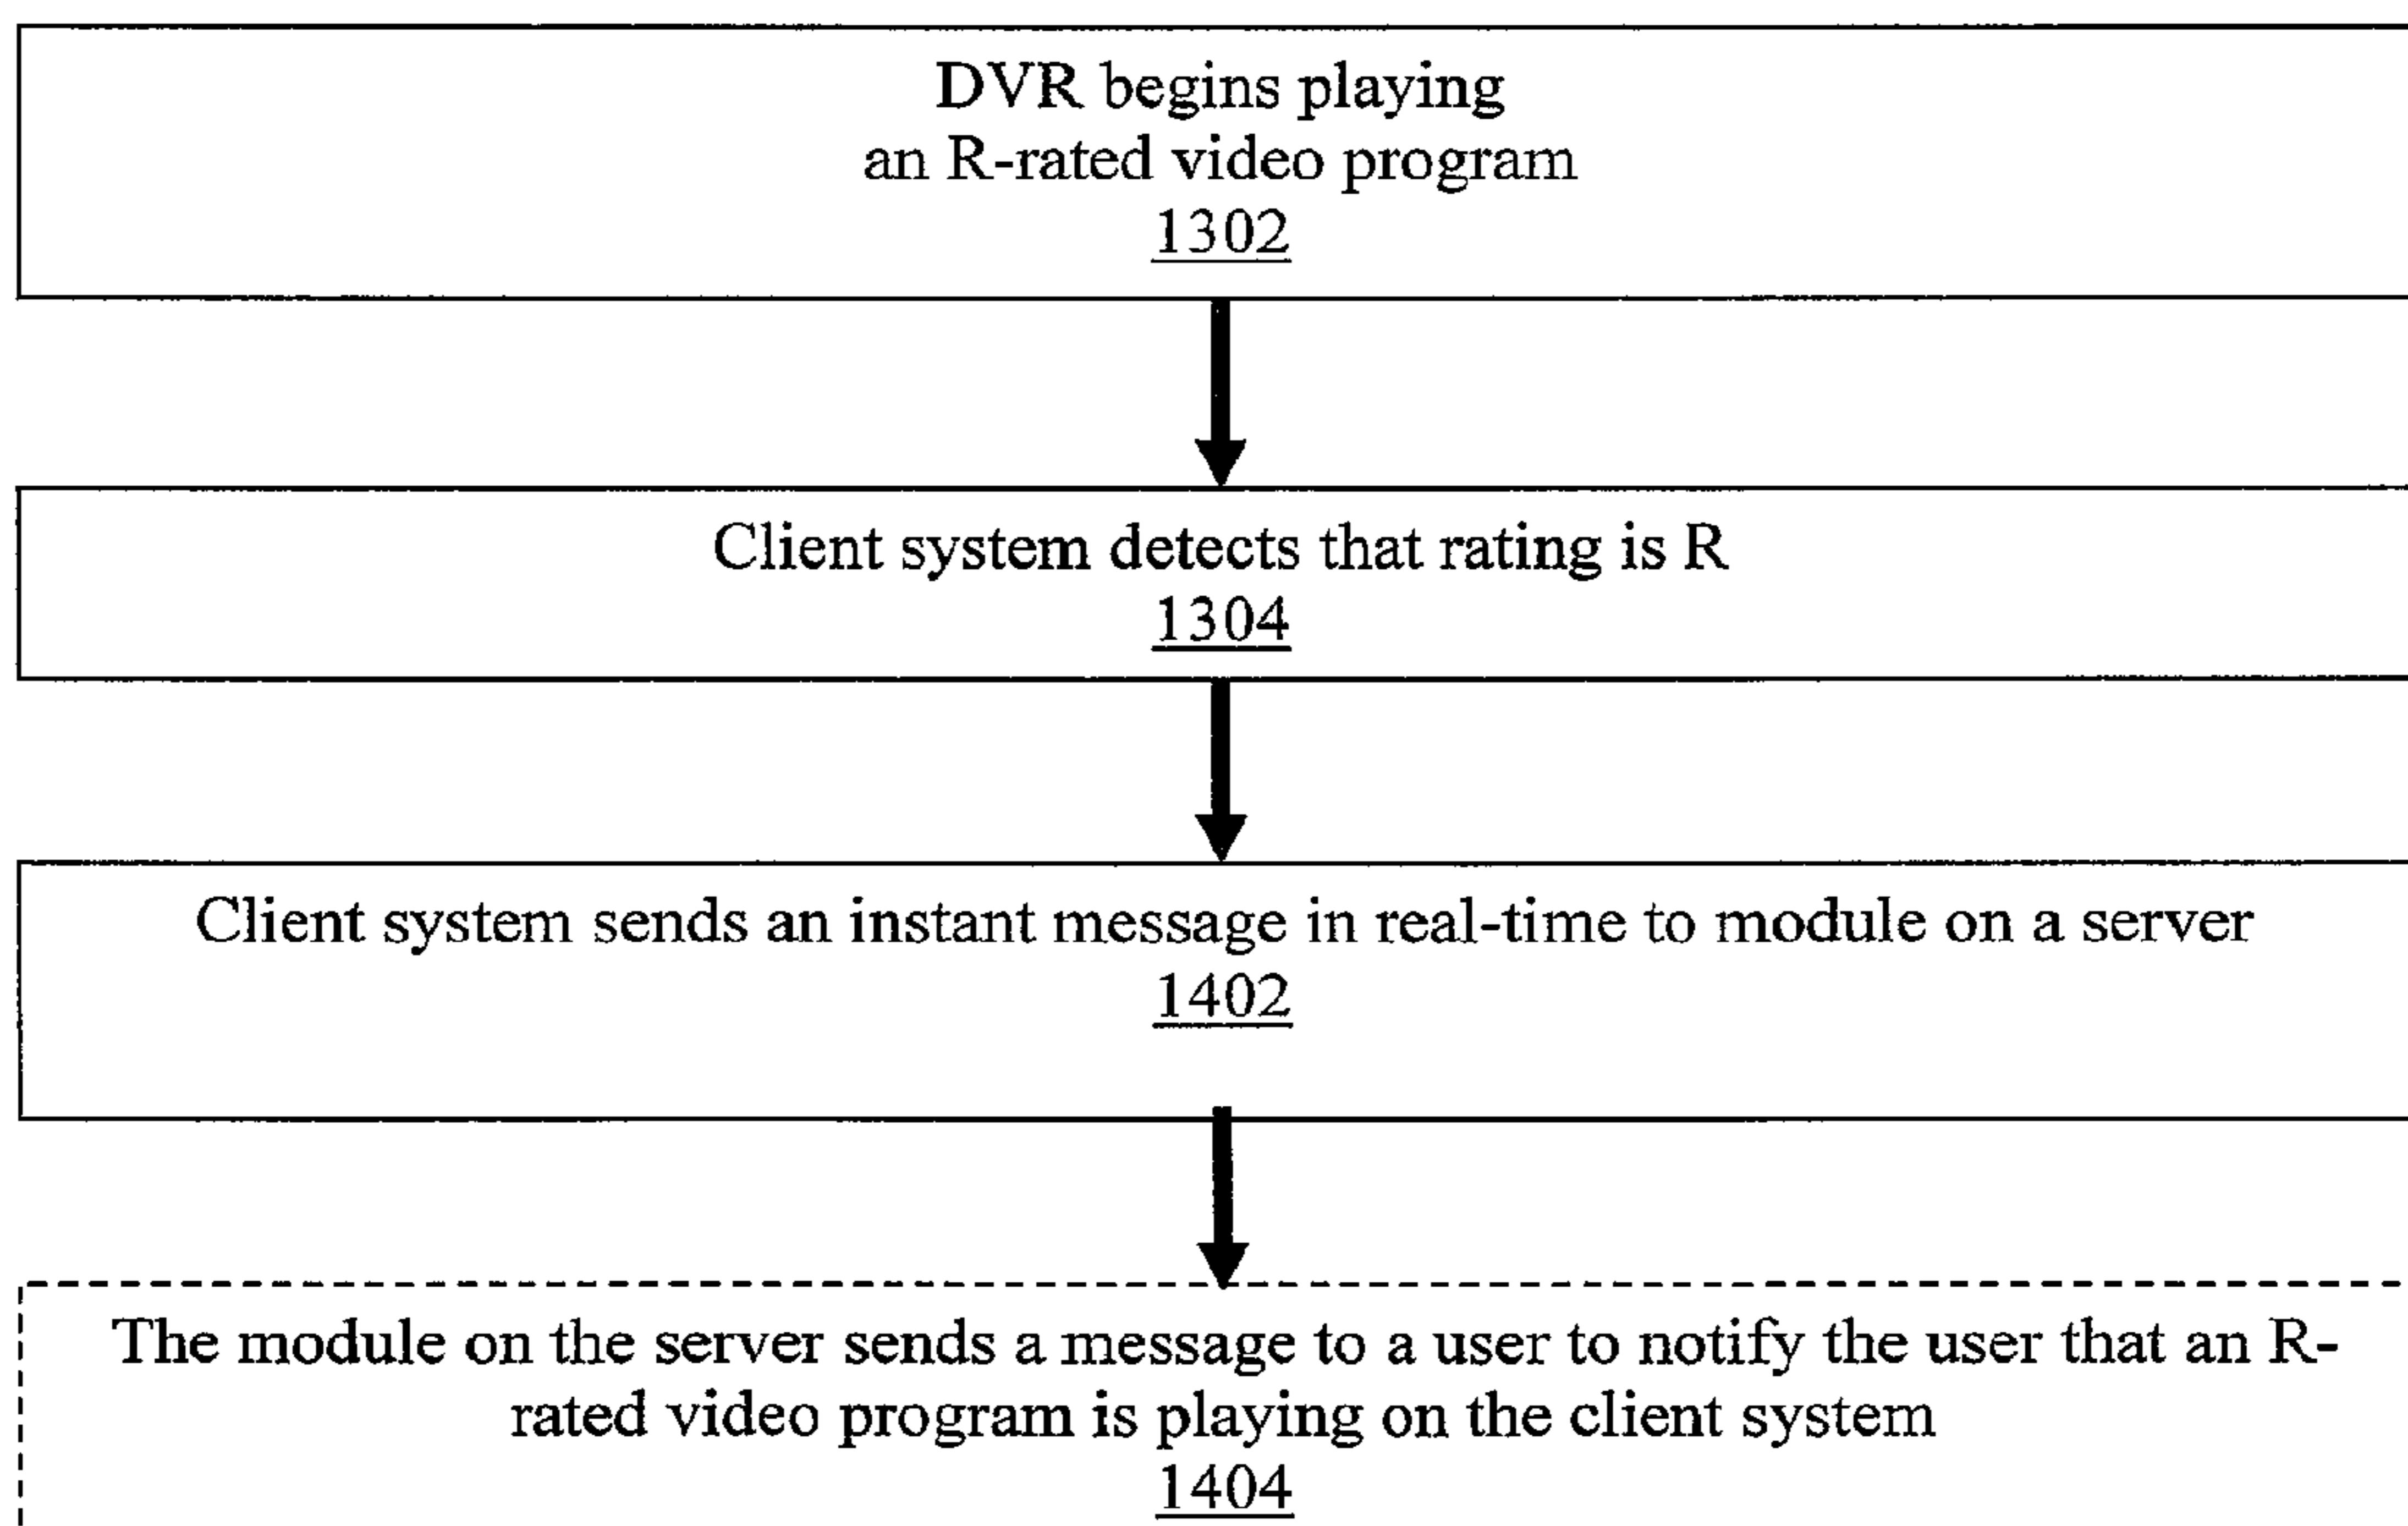 DVR begins playing
an R-rated video program
1302
Client system detects that rating is R
1304
Client system sends an instant message in real-time to module on a server
1402
The module on the server sends a message to a user to notify the user that an R-
rated video program is playing on the client system
1404